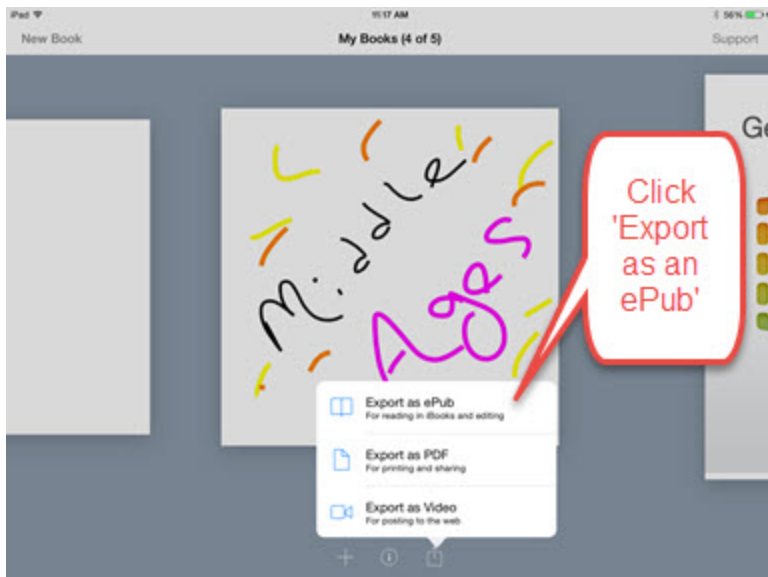 iPad
11:17 AM
56%
New Book
My Books (4 of 5)
Support
Middle
Ages
Ge
Click
'Export
as an
ePub'
Export as ePub
For reading in iBooks and editing
Export as PDF
For printing and sharing
Export as Video
For posting to the web